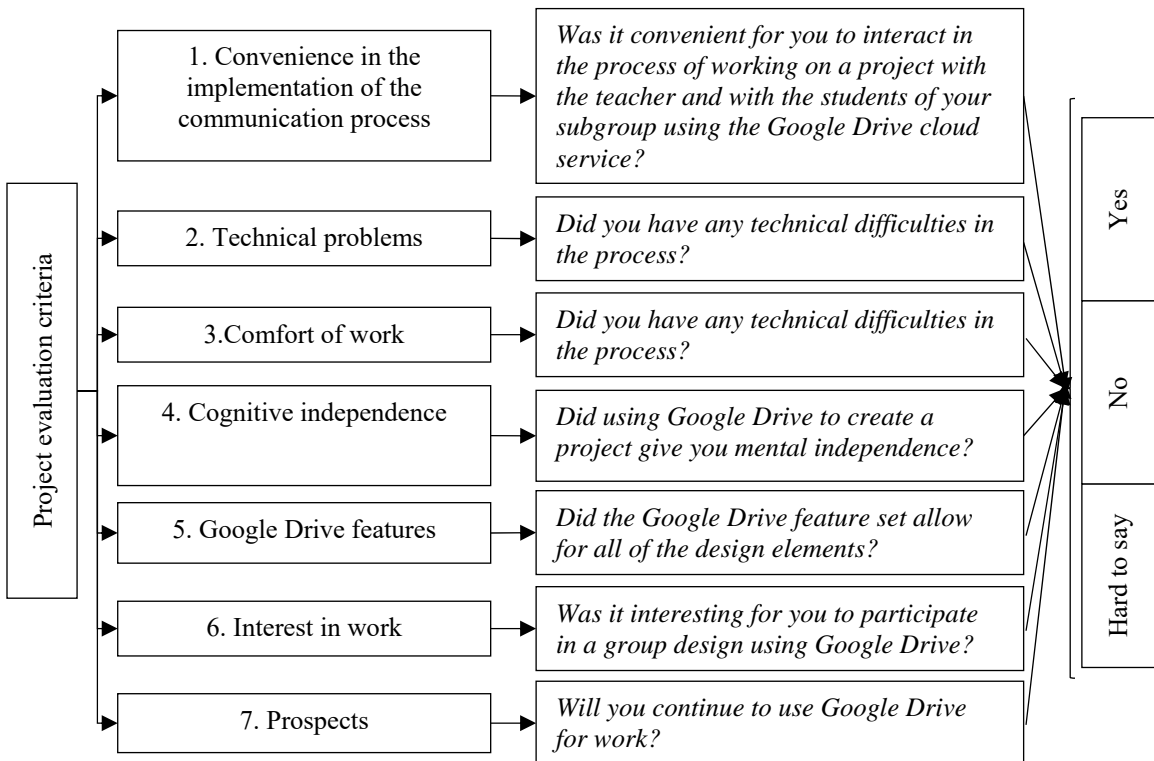 Project evaluation criteria
1. Convenience in the
implementation of the
communication process
Was it convenient for you to interact in
the process of working on a project with
the teacher and with the students of your
subgroup using the Google Drive cloud
service?
2. Technical problems
Did you have any technical difficulties in
the process?
3.Comfort of work
Did you have any technical difficulties in
the process?
4. Cognitive independence
Did using Google Drive to create a
project give you mental independence?
5. Google Drive features
Did the Google Drive feature set allow
for all of the design elements?
6. Interest in work
Was it interesting for you to participate
in a group design using Google Drive?
7. Prospects
Will you continue to use Google Drive
for work?
Yes
No
Hard to say